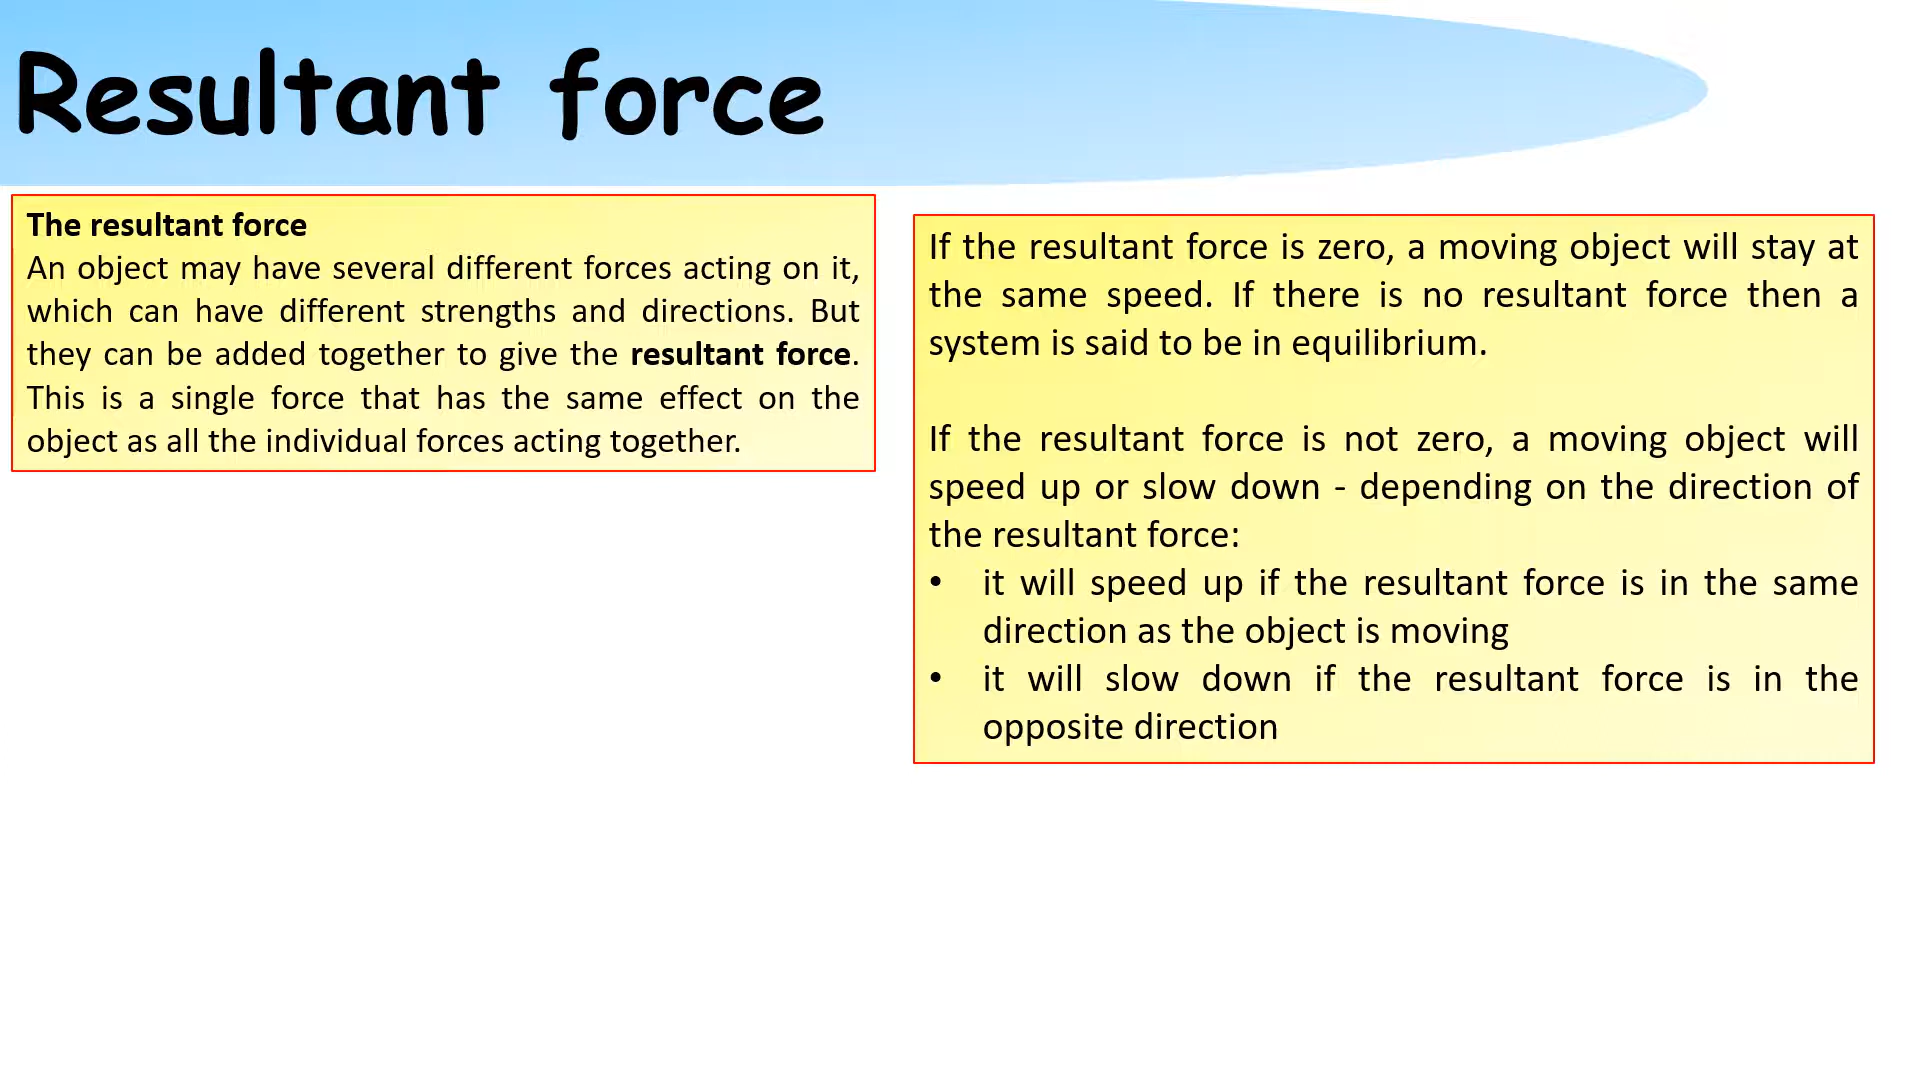 Resultant force
The resultant force
An object may have several different forces acting on it,
which can have different strengths and directions. But
they can be added together to give the resultant force.
This is a single force that has the same effect on the
object as all the individual forces acting together.
If the resultant force is zero, a moving object will stay at
the same speed. If there is no resultant force then a
system is said to be in equilibrium.
If the resultant force is not zero, a moving object will
speed up or slow down - depending on the direction of
the resultant force:
• it will speed up if the resultant force is in the same
direction as the object is moving
• it will slow down if the resultant force is in the
opposite direction